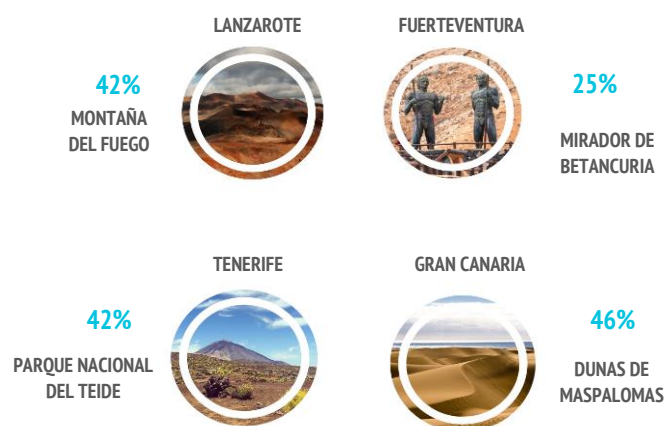 LANZAROTE
42%
MONTAÑA
DEL FUEGO
FUERTEVENTURA
25%
MIRADOR DE
BETANCURIA
TENERIFE
42%
PARQUE NACIONAL
DEL TEIDE
GRAN CANARIA
46%
DUNAS DE
MASPALOMAS